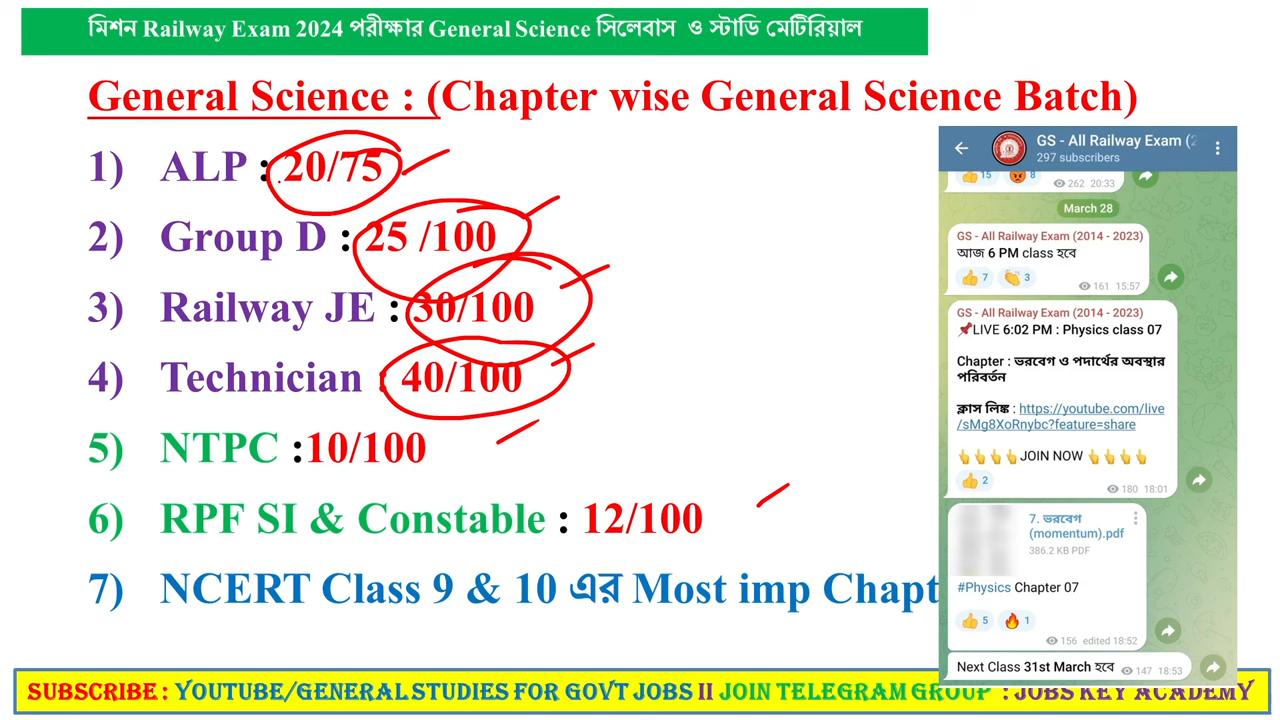 মিশন Railway Exam 2024 পরীক্ষার General Science সিলেবাস ও স্টাডি মেটিরিয়াল
General Science : (Chapter wise General Science Batch)
1) ALP : 20/75
2) Group D : 25 /100
3) Railway JE : 30/100
4) Technician : 40/100
5) NTPC :10/100
6) RPF SI & Constable : 12/100
7) NCERT Class 9 & 10 এর Most imp Chapt
GS - All Railway Exam (2
297 subscribers
15 8
262 20:33
March 28
GS - All Railway Exam (2014 - 2023)
আজ 6 PM class হবে
7 3
161 15:57
GS - All Railway Exam (2014 - 2023)
LIVE 6:02 PM : Physics class 07
Chapter : ভরবেগ ও পদার্থের অবস্থার
পরিবর্তন
ক্লাস লিঙ্ক : https://youtube.com/live
/sMg8XoRnybc?feature=share
JOIN NOW
2
180 18:01
7. ভরবেগ
(momentum).pdf
386.2 KB PDF
#Physics Chapter 07
5 1
156 edited 18:52
Next Class 31st March হবে
147 18:53
SUBSCRIBE : YOUTUBE/GENERAL STUDIES FOR GOVT JOBS II JOIN TELEGRAM GROUP : JOBS KEY ACADEMY